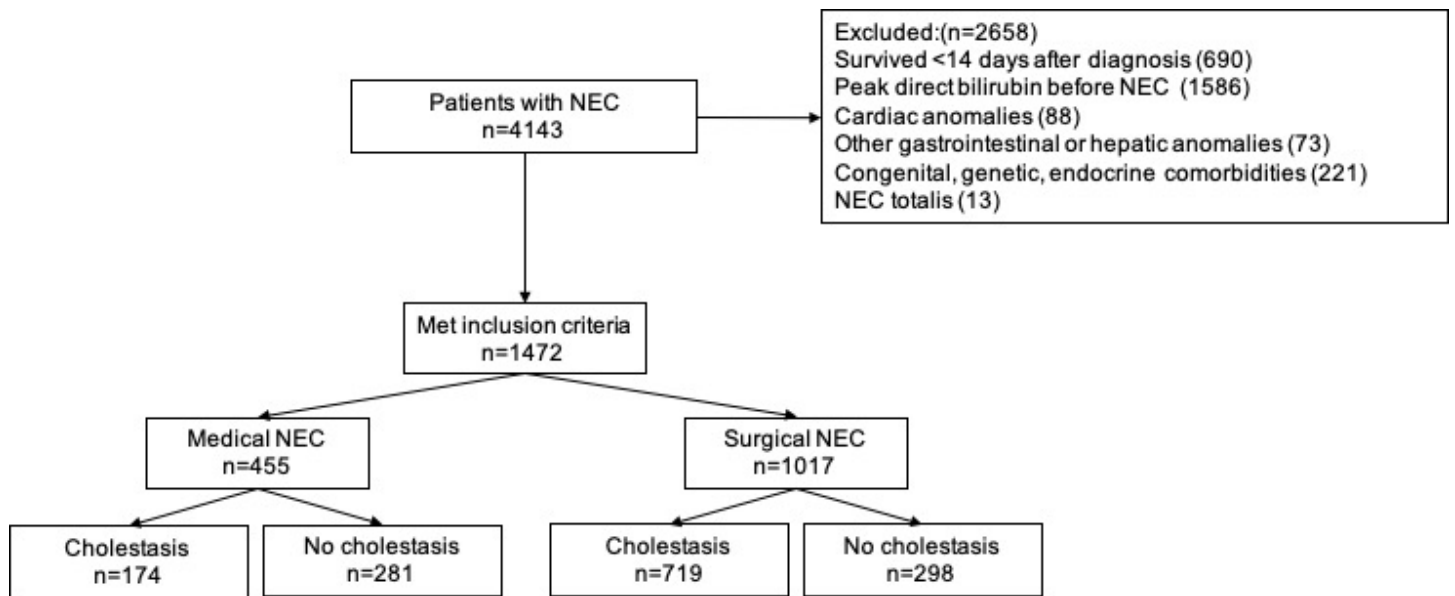 Patients with NEC
n=4143
Excluded:(n=2658)
Survived <14 days after diagnosis (690)
Peak direct bilirubin before NEC (1586)
Cardiac anomalies (88)
Other gastrointestinal or hepatic anomalies (73)
Congenital, genetic, endocrine comorbidities (221)
NEC totalis (13)
Met inclusion criteria
n=1472
Medical NEC
n=455
Surgical NEC
n=1017
Cholestasis
n=174
No cholestasis
n=281
Cholestasis
n=719
No cholestasis
n=298